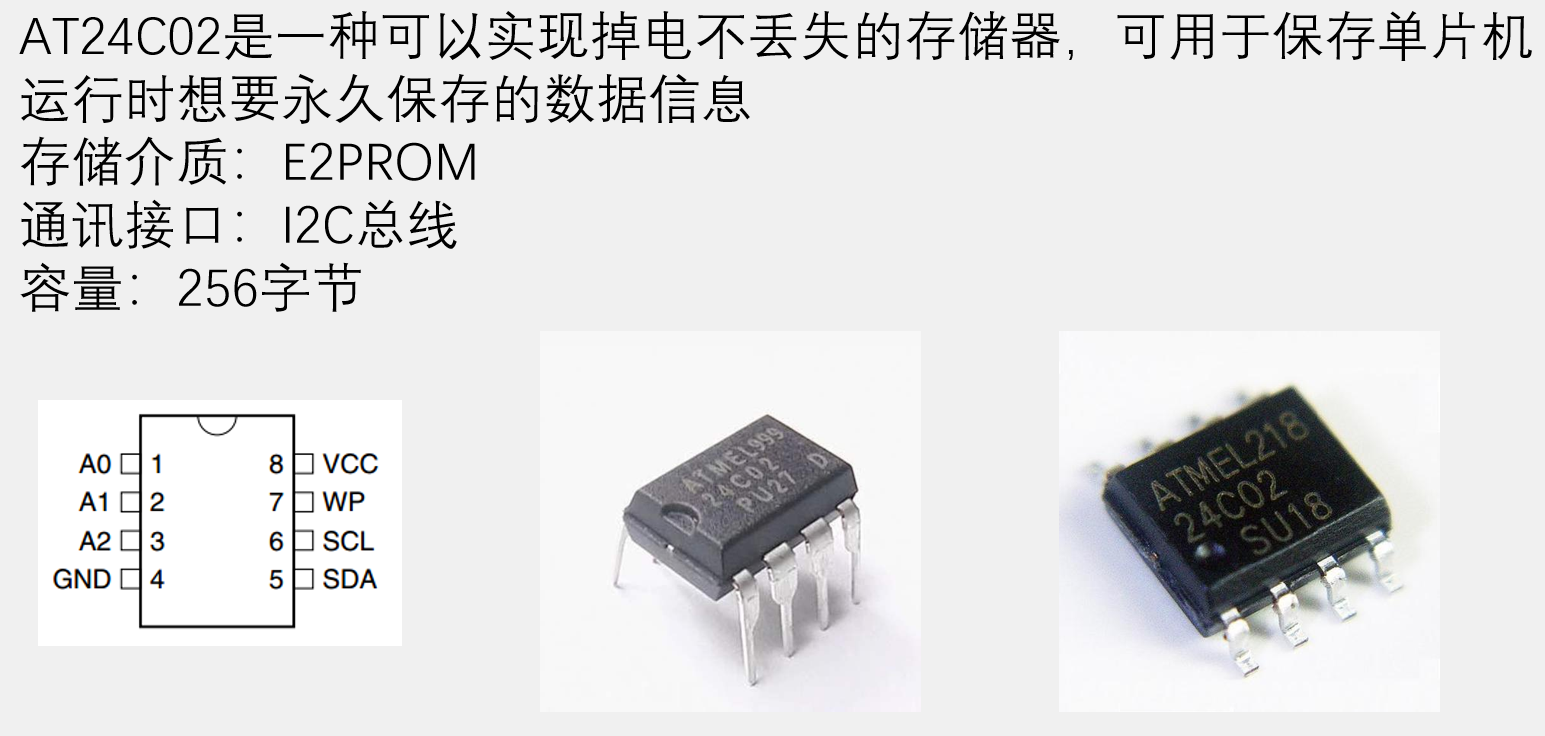 AT24C02是一种可以实现掉电不丢失的存储器，可用于保存单片机
运行时想要永久保存的数据信息
存储介质：E2PROM
通讯接口：I2C总线
容量：256字节
A0 1 8 VCC
A1 2 7 WP
A2 3 6 SCL
GND 4 5 SDA
ATMEL999
24C02
PU27 D
ATMEL218
24C02
SU18